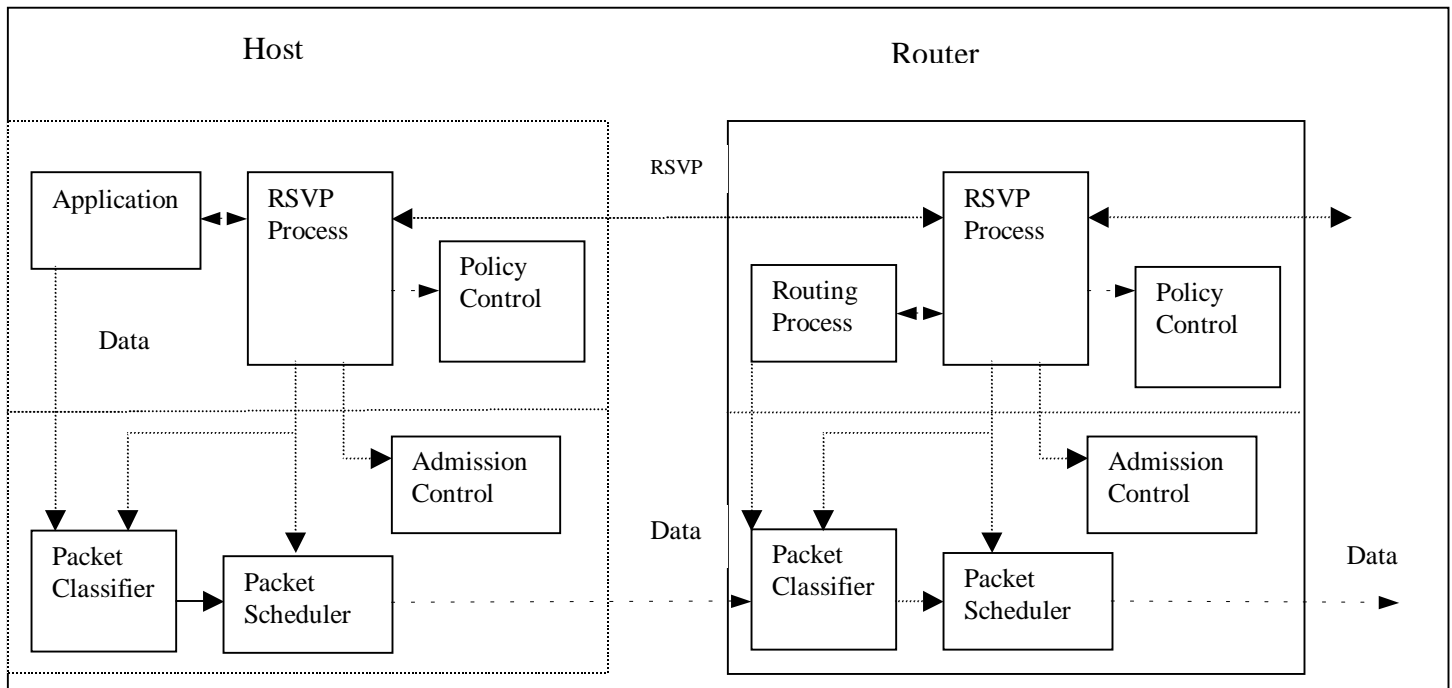 Host
Router
RSVP
Application
RSVP
Process
Policy
Control
Data
Admission
Control
Packet
Classifier
Packet
Scheduler
Data
RSVP
Process
Routing
Process
Policy
Control
Admission
Control
Packet
Classifier
Packet
Scheduler
Data